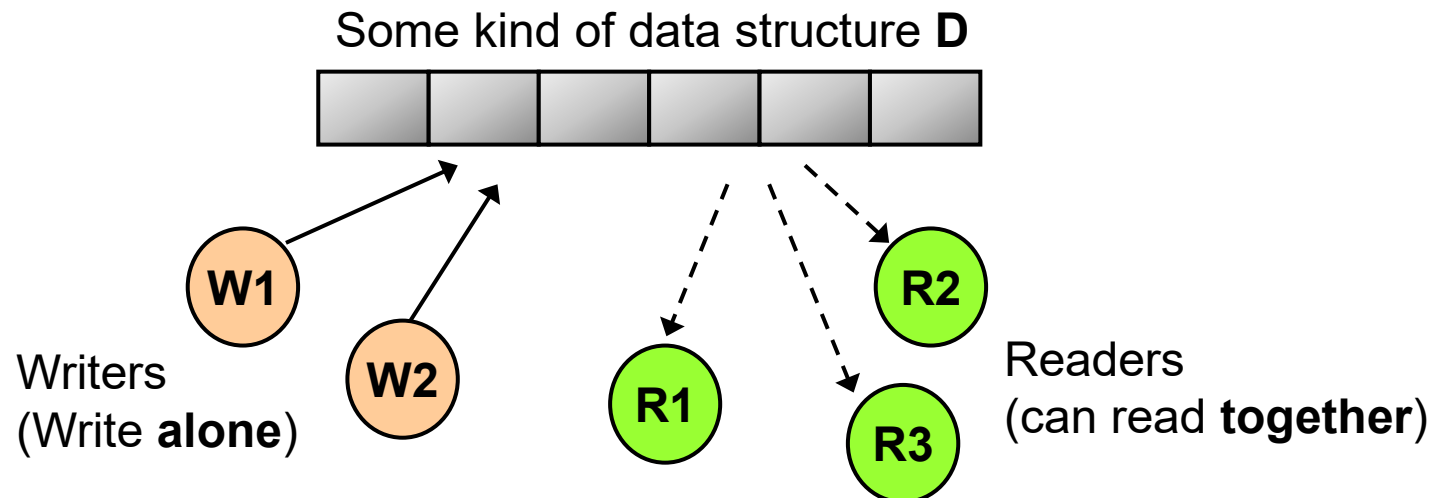 Some kind of data structure D
W1
W2
Writers
(Write alone)
R1
R2
R3
Readers
(can read together)